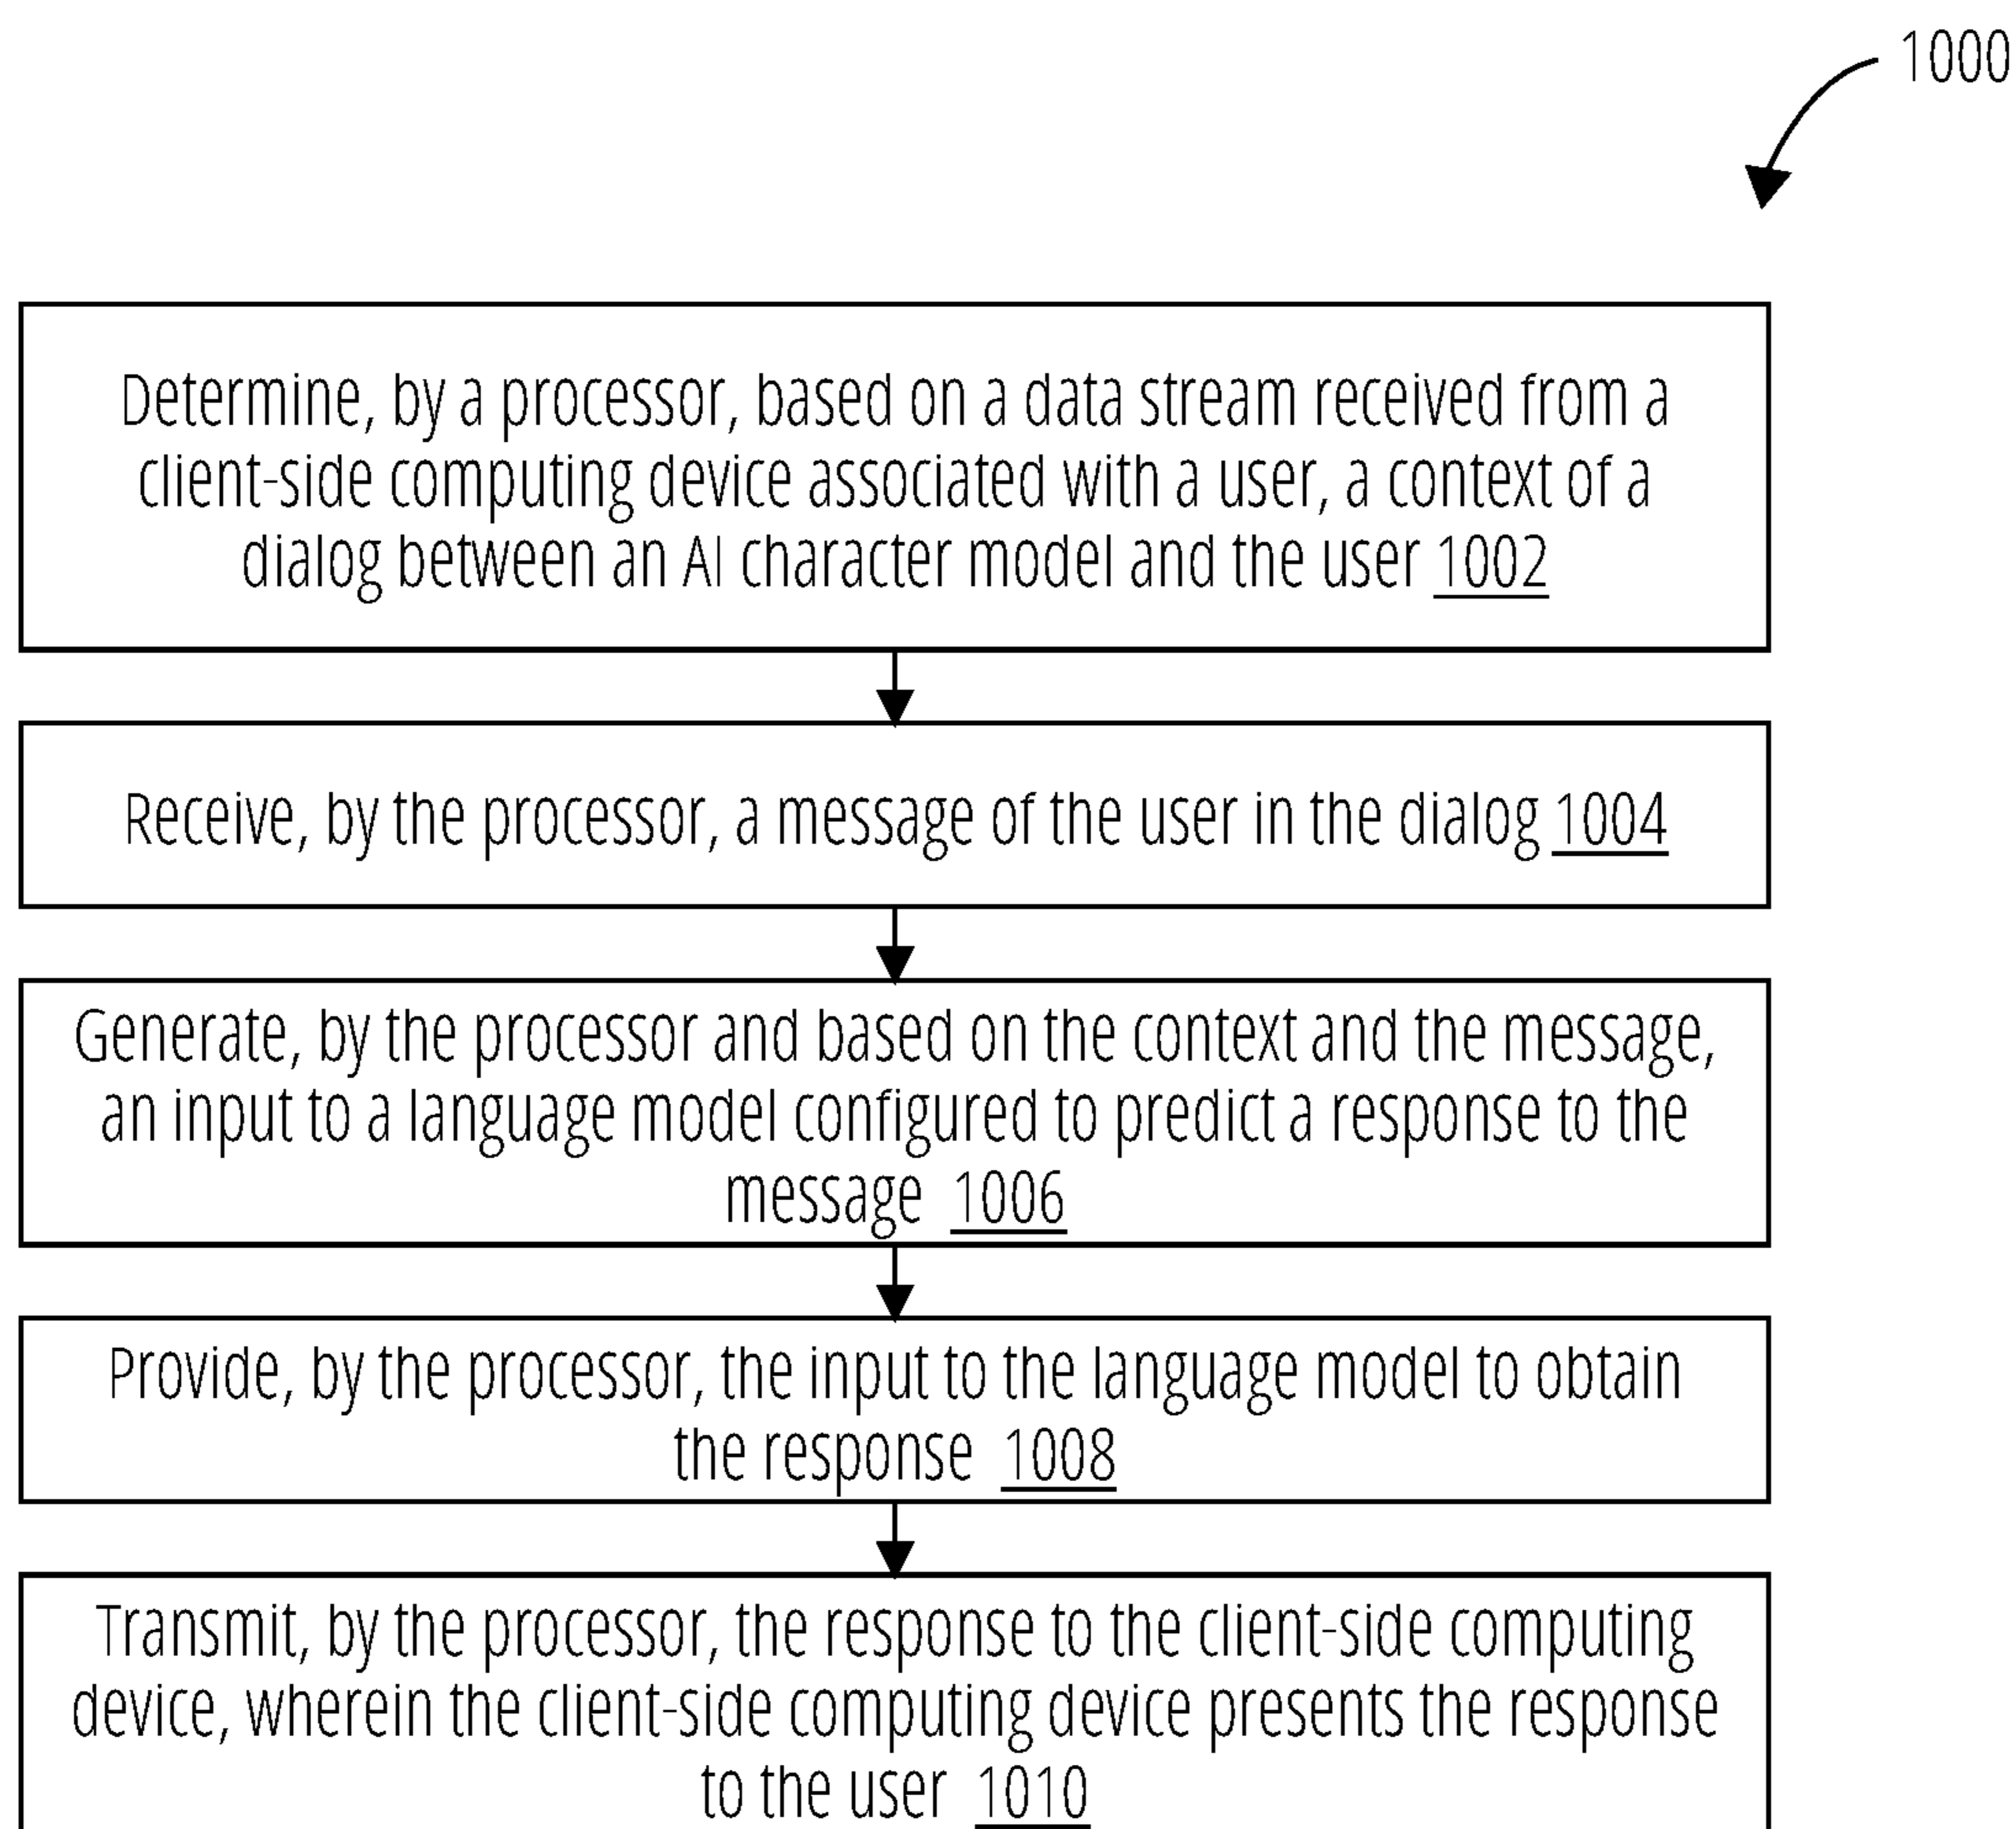 1000
Determine, by a processor, based on a data stream received from a
client-side computing device associated with a user, a context of a
dialog between an AI character model and the user 1002
Receive, by the processor, a message of the user in the dialog 1004
Generate, by the processor and based on the context and the message,
an input to a language model configured to predict a response to the
message 1006
Provide, by the processor, the input to the language model to obtain
the response 1008
Transmit, by the processor, the response to the client-side computing
device, wherein the client-side computing device presents the response
to the user 1010